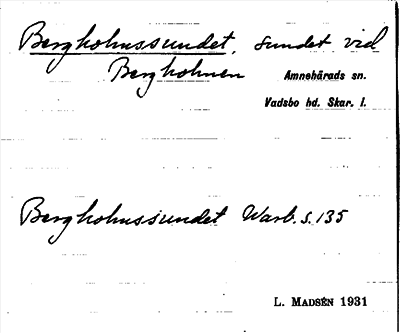 Bergholmssundet, sundet vid
Bergholmen
Amnehärads sn.
Vadsbo hd. Skar. l.
Bergholmssundet Warb. s. 135
L. MADSÉN 1931